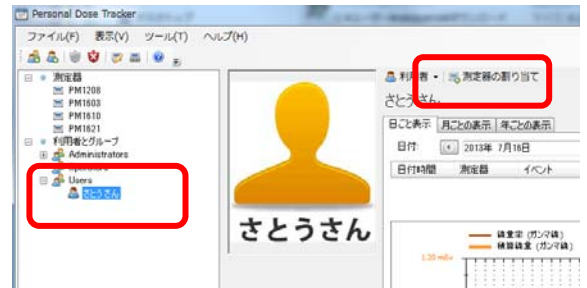 Personal Dose Tracker
ファイル(F) 表示(V) ツール(T) ヘルプ(H)
測定器
PM1208
PM1603
PM1610
PM1621
利用者とグループ
Administrators
Users
さとうさん
さとうさん
利用者 測定器の割り当て
さとうさん
日ごと表示 月ごとの表示 年ごとの表示
日付: 2013年 7月16日
日付時間 測定器 イベント
線量率 (ガンマ線)
積算線量 (ガンマ線)